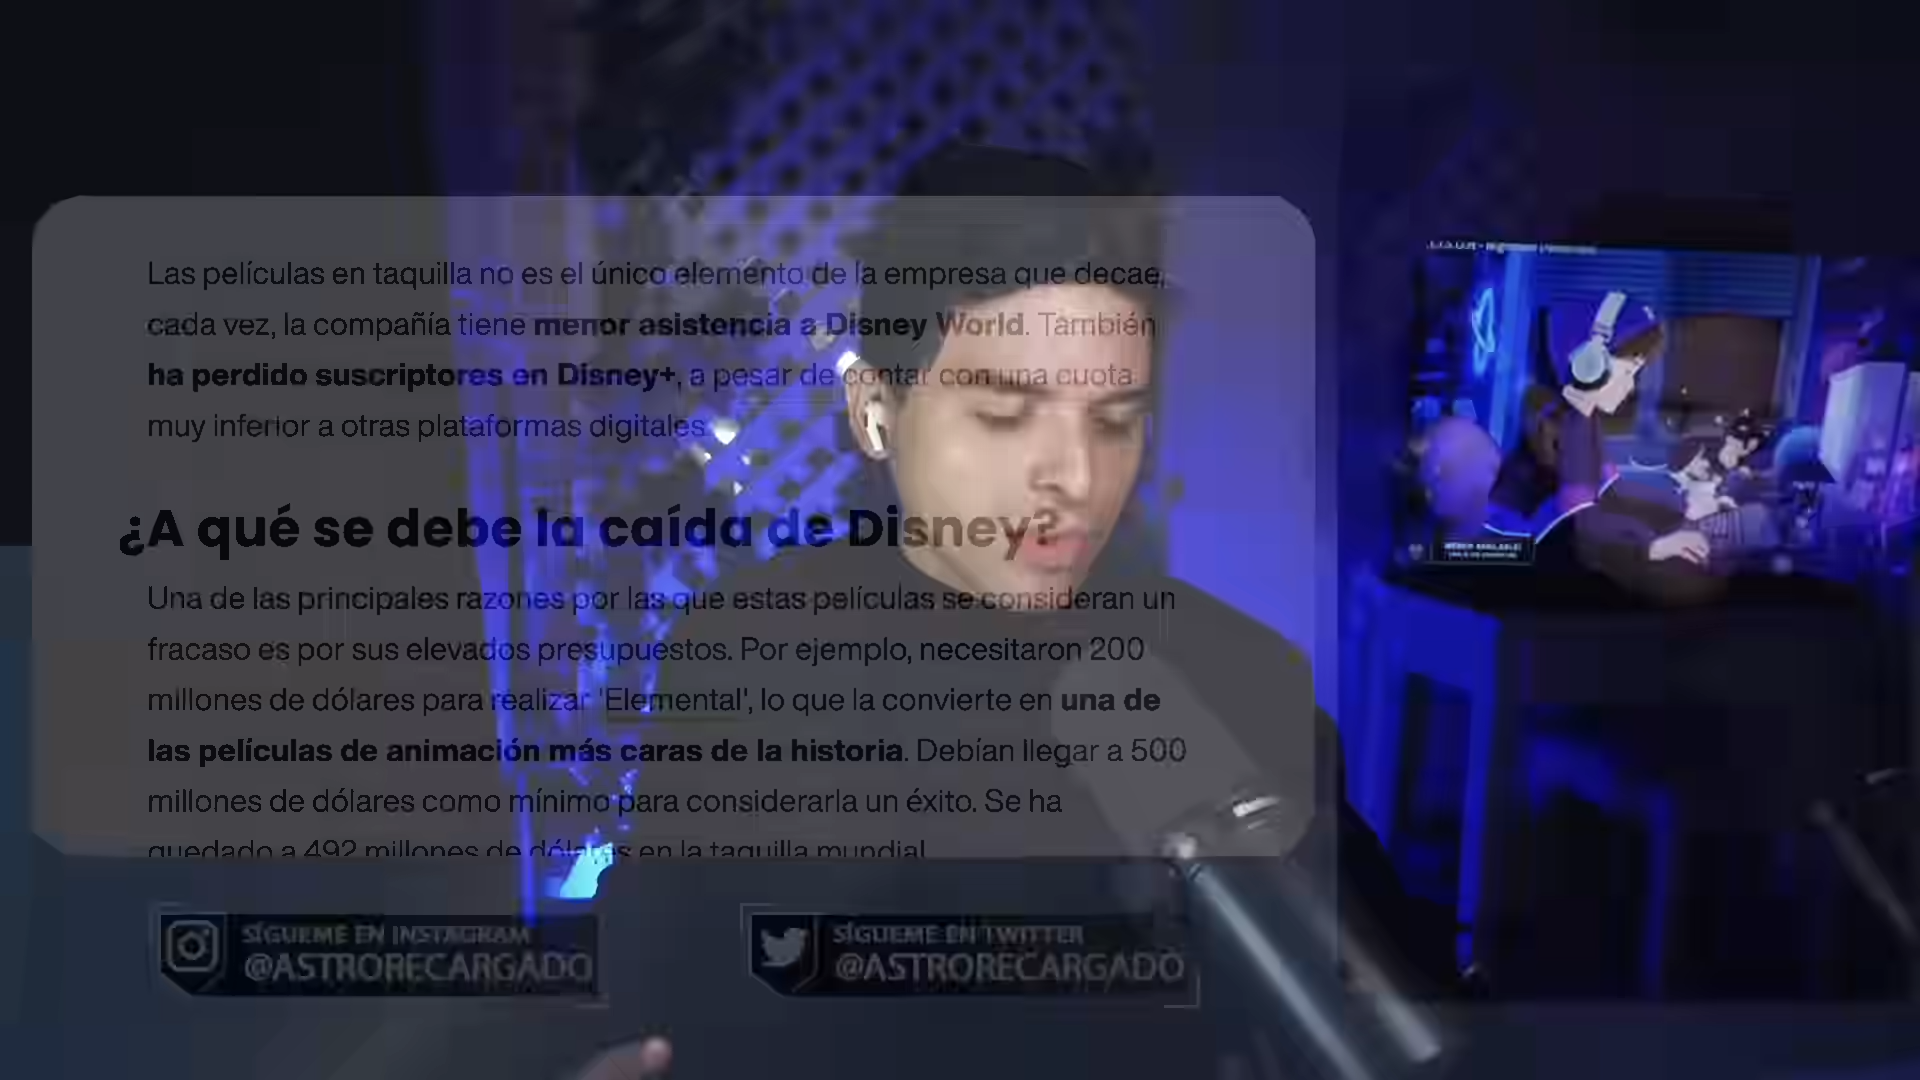 Las películas en taquilla no es el único elemento de la empresa que decae,
cada vez, la compañía tiene menor asistencia a Disney World. También
ha perdido suscriptores en Disney+, a pesar de contar con una cuota
muy inferior a otras plataformas digitales.
¿A qué se debe la caída de Disney?
Una de las principales razones por las que estas películas se consideran un
fracaso es por sus elevados presupuestos. Por ejemplo, necesitaron 200
millones de dólares para realizar 'Elemental', lo que la convierte en una de
las películas de animación más caras de la historia. Debían llegar a 500
millones de dólares como mínimo para considerarla un éxito. Se ha
quedado a 492 millones de dólares en la taquilla mundial
SÍGUEME EN INSTAGRAM
@ASTRORECARGADO
SÍGUEME EN TWITTER
@ASTRORECARGADO